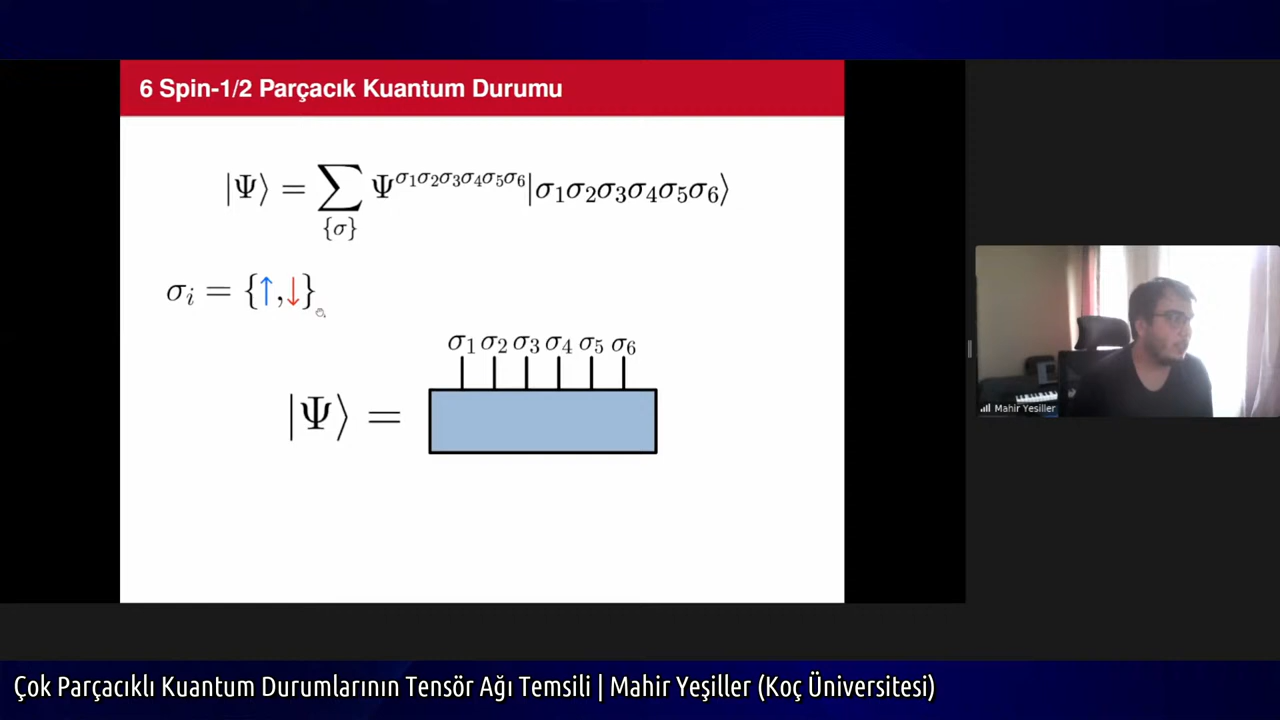 6 Spin-1/2 Parçacık Kuantum Durumu
|Ψ⟩ = ∑ Ψ^{σ₁σ₂σ₃σ₄σ₅σ₆} |σ₁σ₂σ₃σ₄σ₅σ₆⟩
{σ}
σᵢ = {↑,↓}
σ₁ σ₂ σ₃ σ₄ σ₅ σ₆
|Ψ⟩ =
Mahir Yesiller
Çok Parçacıklı Kuantum Durumlarının Tensör Ağı Temsili | Mahir Yeşiller (Koç Üniversitesi)